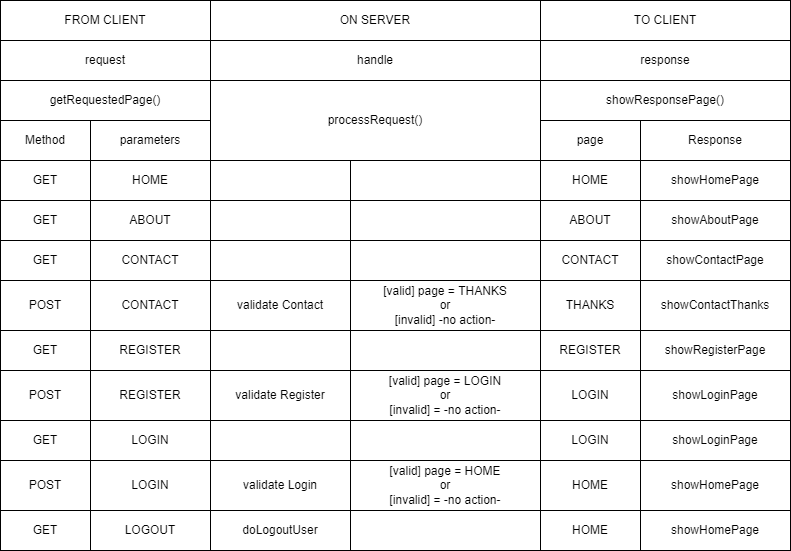 FROM CLIENT ON SERVER TO CLIENT
request handle response
getRequestedPage() showResponsePage()
processRequest()
Method parameters page Response
GET HOME HOME showHomePage
GET ABOUT ABOUT showAboutPage
GET CONTACT CONTACT showContactPage
POST CONTACT validate Contact [valid] page = THANKS
or
[invalid] -no action- THANKS showContactThanks
GET REGISTER REGISTER showRegisterPage
POST REGISTER validate Register [valid] page = LOGIN
or
[invalid] = -no action- LOGIN showLoginPage
GET LOGIN LOGIN showLoginPage
POST LOGIN validate Login [valid] page = HOME
or
[invalid] = -no action- HOME showHomePage
GET LOGOUT doLogoutUser HOME showHomePage